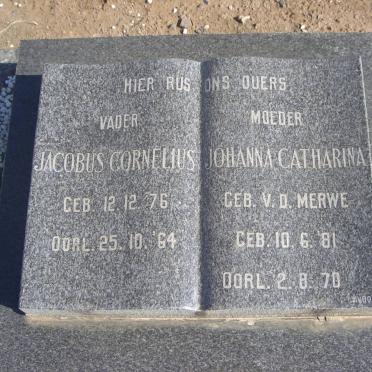 HIER RUS ONS OUERS
VADER
JACOBUS CORNELIUS
GEB. 12.12.'76
OORL. 25.10.'64
MOEDER
JOHANNA CATHARINA
GEB. V.D. MERWE
GEB. 10.6.'81
OORL. 2.8.'70